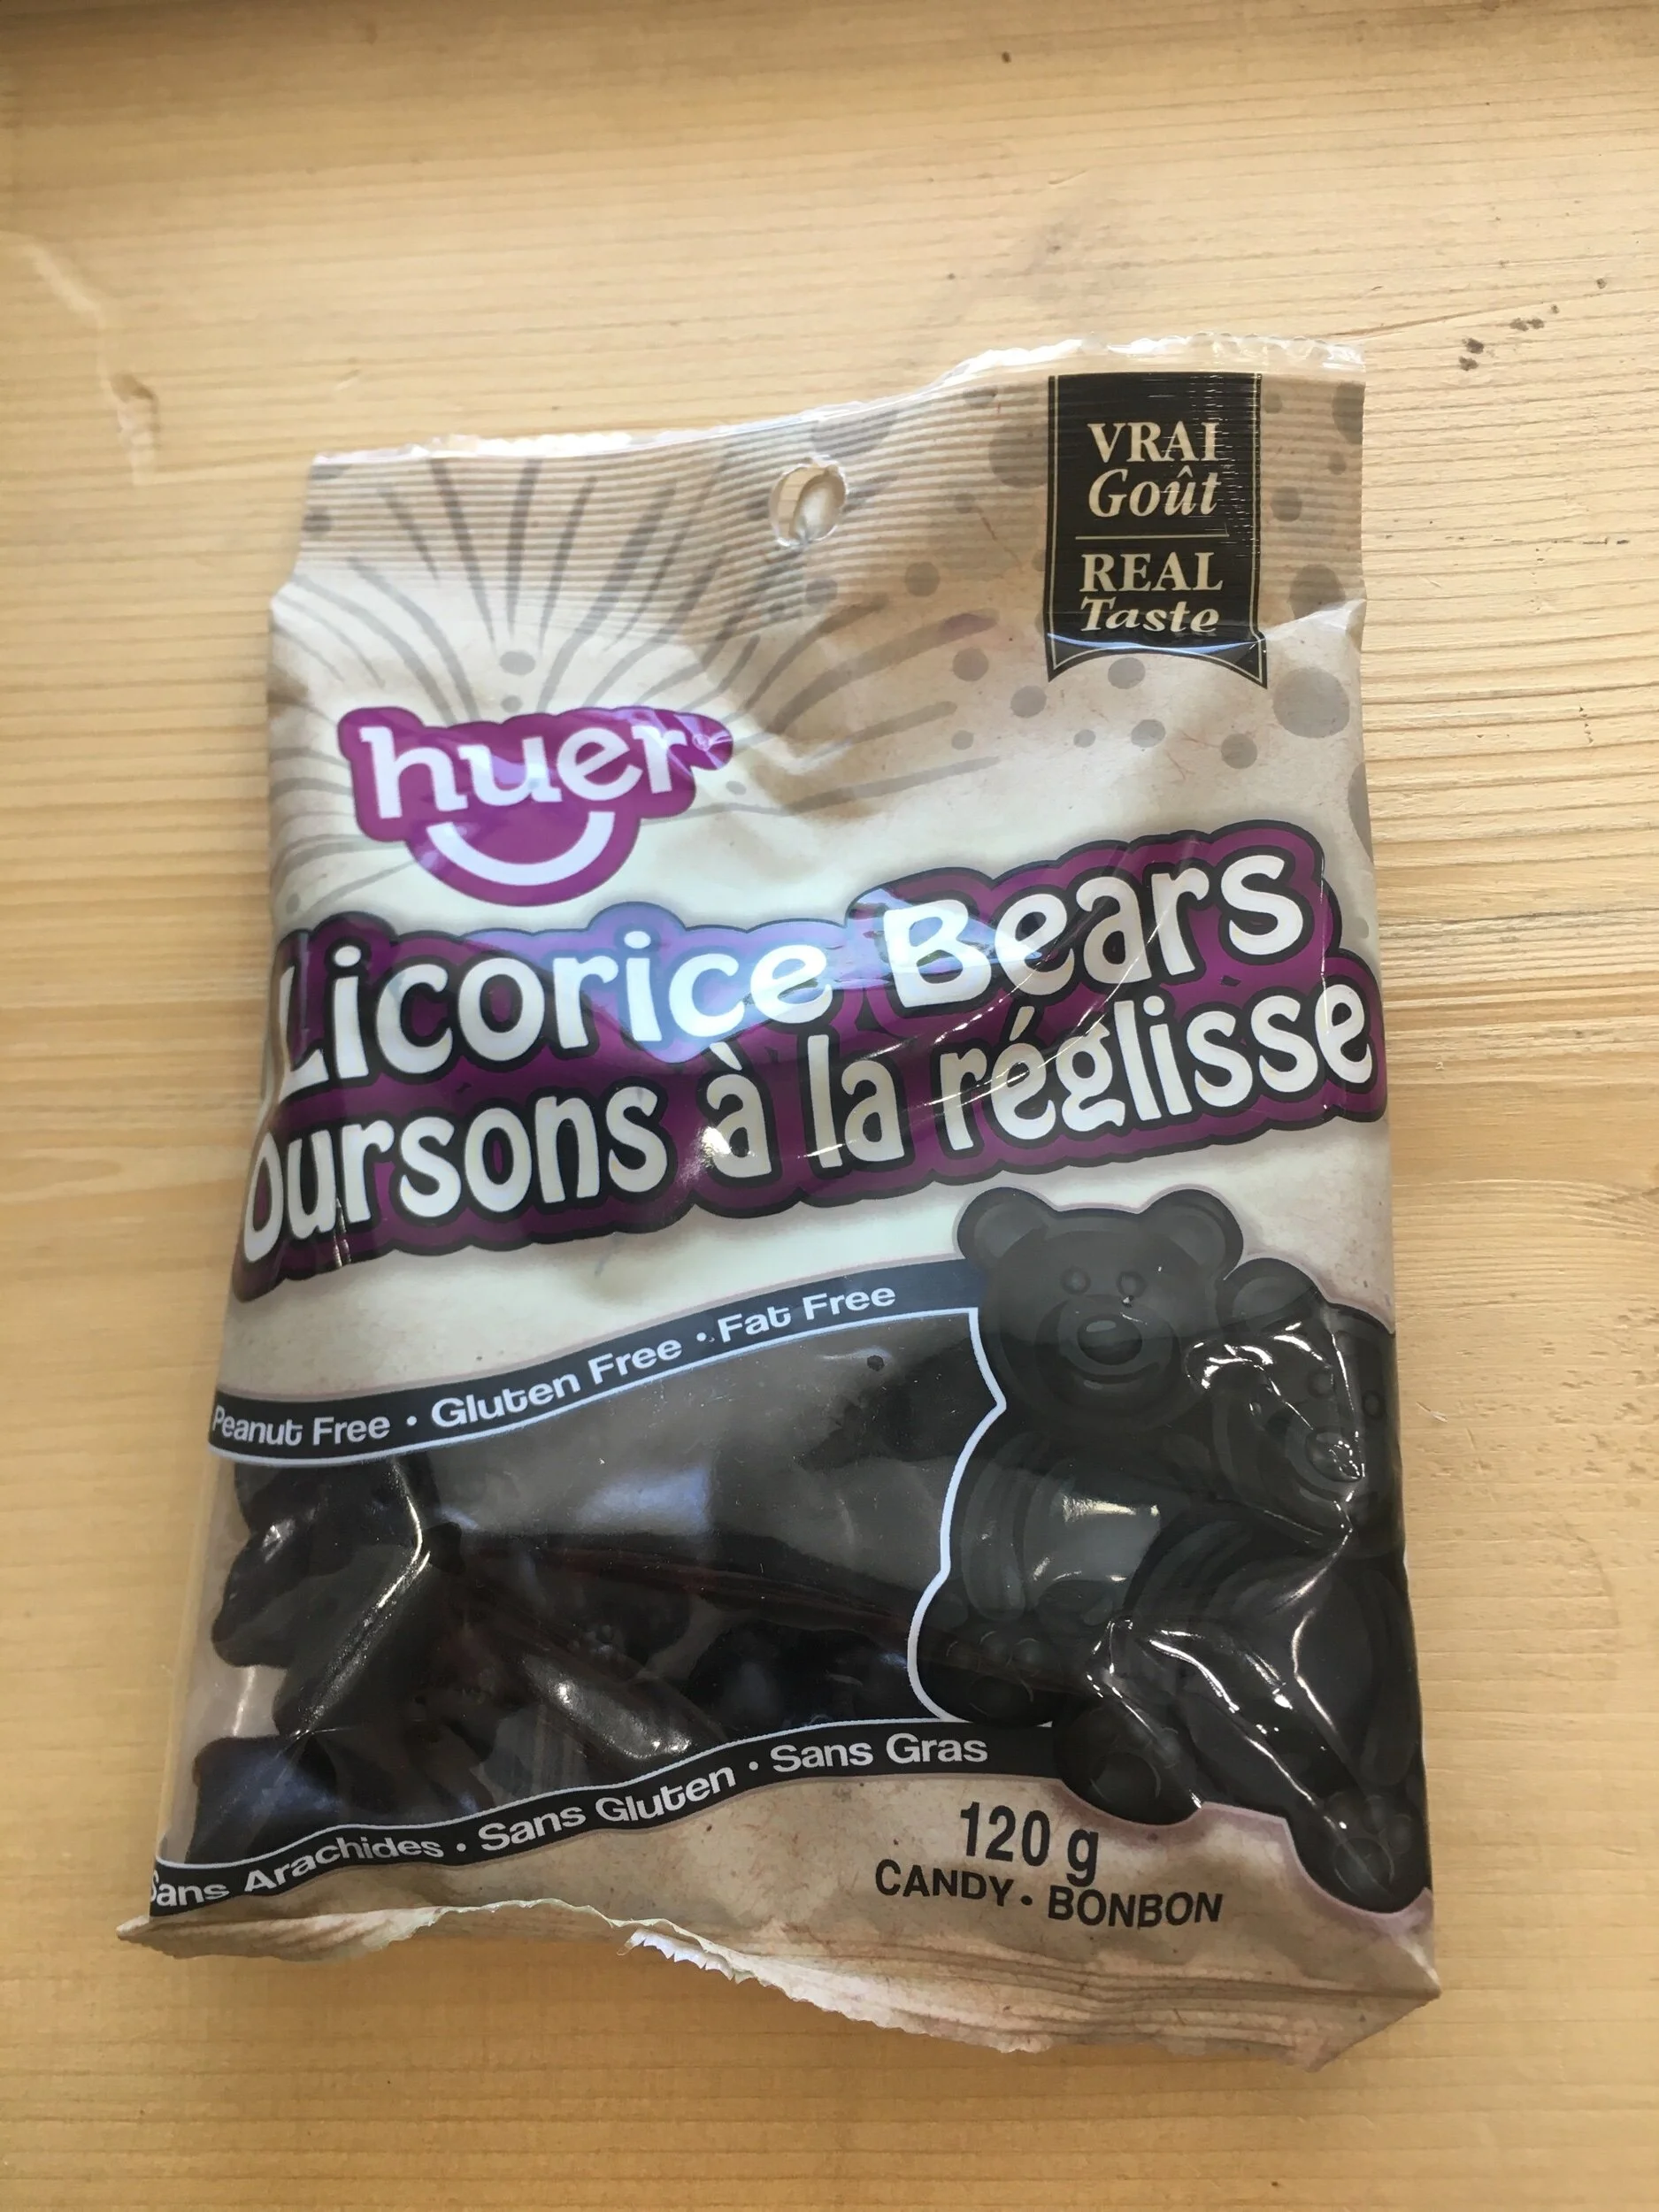 VRAI
Goût
REAL
Taste
huer®
Licorice Bears
Oursons à la réglisse
Peanut Free • Gluten Free • Fat Free
Sans Arachides • Sans Gluten • Sans Gras
120 g
CANDY • BONBON